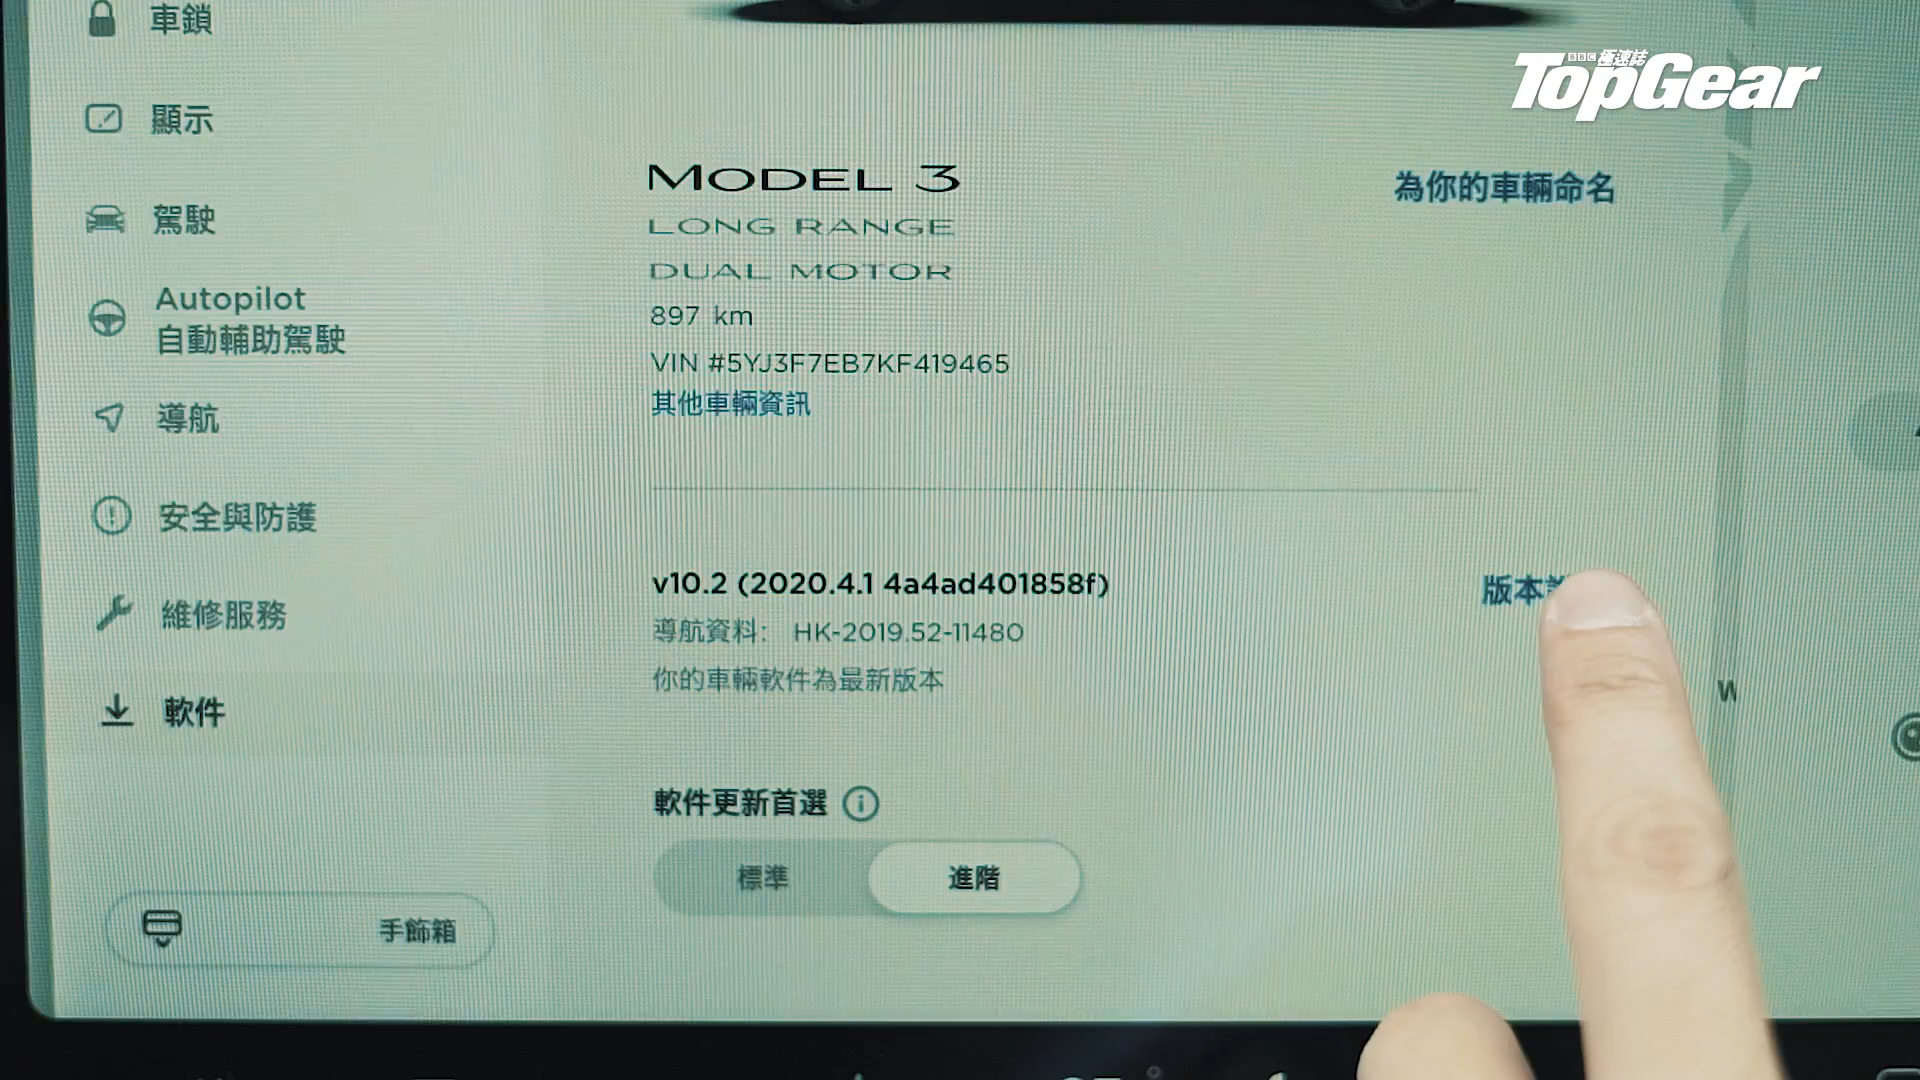 車鎖
顯示
駕駛
Autopilot
自動輔助駕駛
導航
安全與防護
維修服務
軟件
手飾箱
BBC 極速誌
TopGear
MODEL 3
為你的車輛命名
LONG RANGE
DUAL MOTOR
897 km
VIN #5YJ3F7EB7KF419465
其他車輛資訊
v10.2 (2020.4.1 4a4ad401858f)
版本
導航資料: HK-2019.52-11480
你的車輛軟件為最新版本
W
軟件更新首選
標準
進階